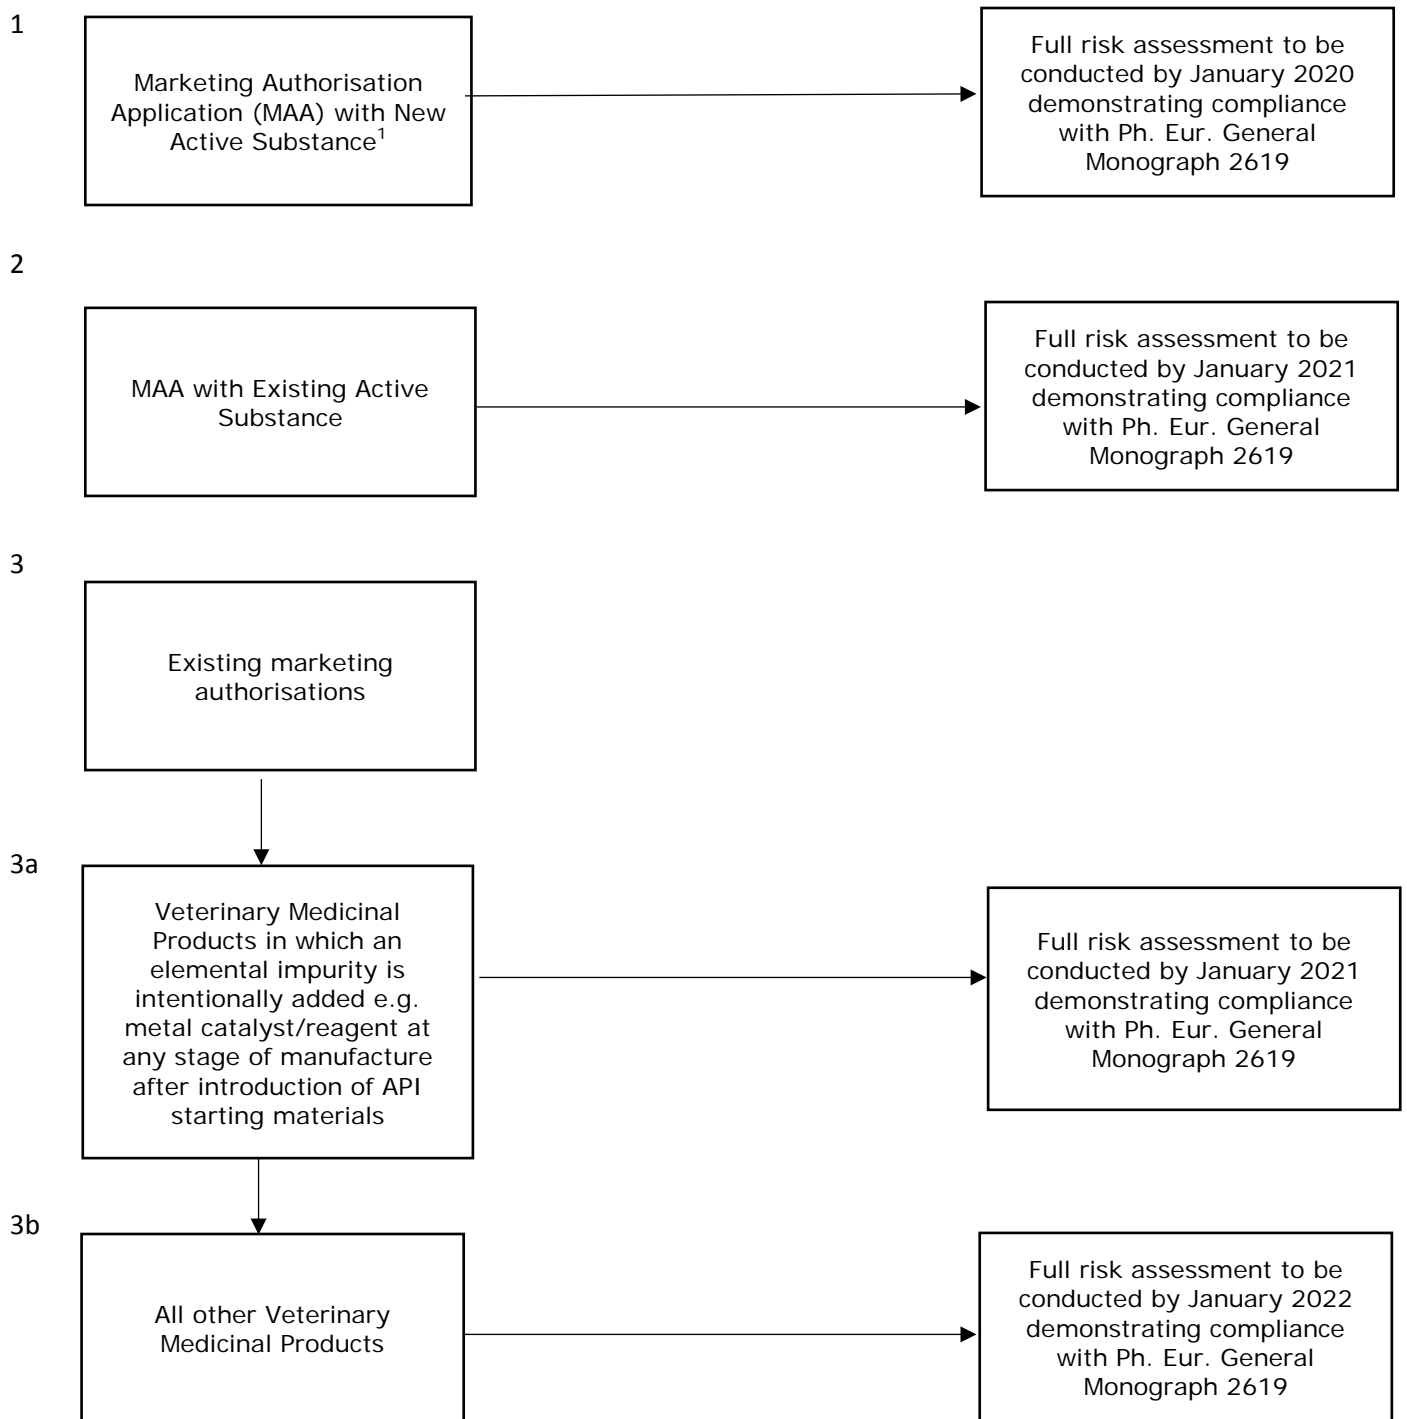 1
Marketing Authorisation
Application (MAA) with New
Active Substance¹
Full risk assessment to be
conducted by January 2020
demonstrating compliance
with Ph. Eur. General
Monograph 2619
2
MAA with Existing Active
Substance
Full risk assessment to be
conducted by January 2021
demonstrating compliance
with Ph. Eur. General
Monograph 2619
3
Existing marketing
authorisations
3a
Veterinary Medicinal
Products in which an
elemental impurity is
intentionally added e.g.
metal catalyst/reagent at
any stage of manufacture
after introduction of API
starting materials
Full risk assessment to be
conducted by January 2021
demonstrating compliance
with Ph. Eur. General
Monograph 2619
3b
All other Veterinary
Medicinal Products
Full risk assessment to be
conducted by January 2022
demonstrating compliance
with Ph. Eur. General
Monograph 2619